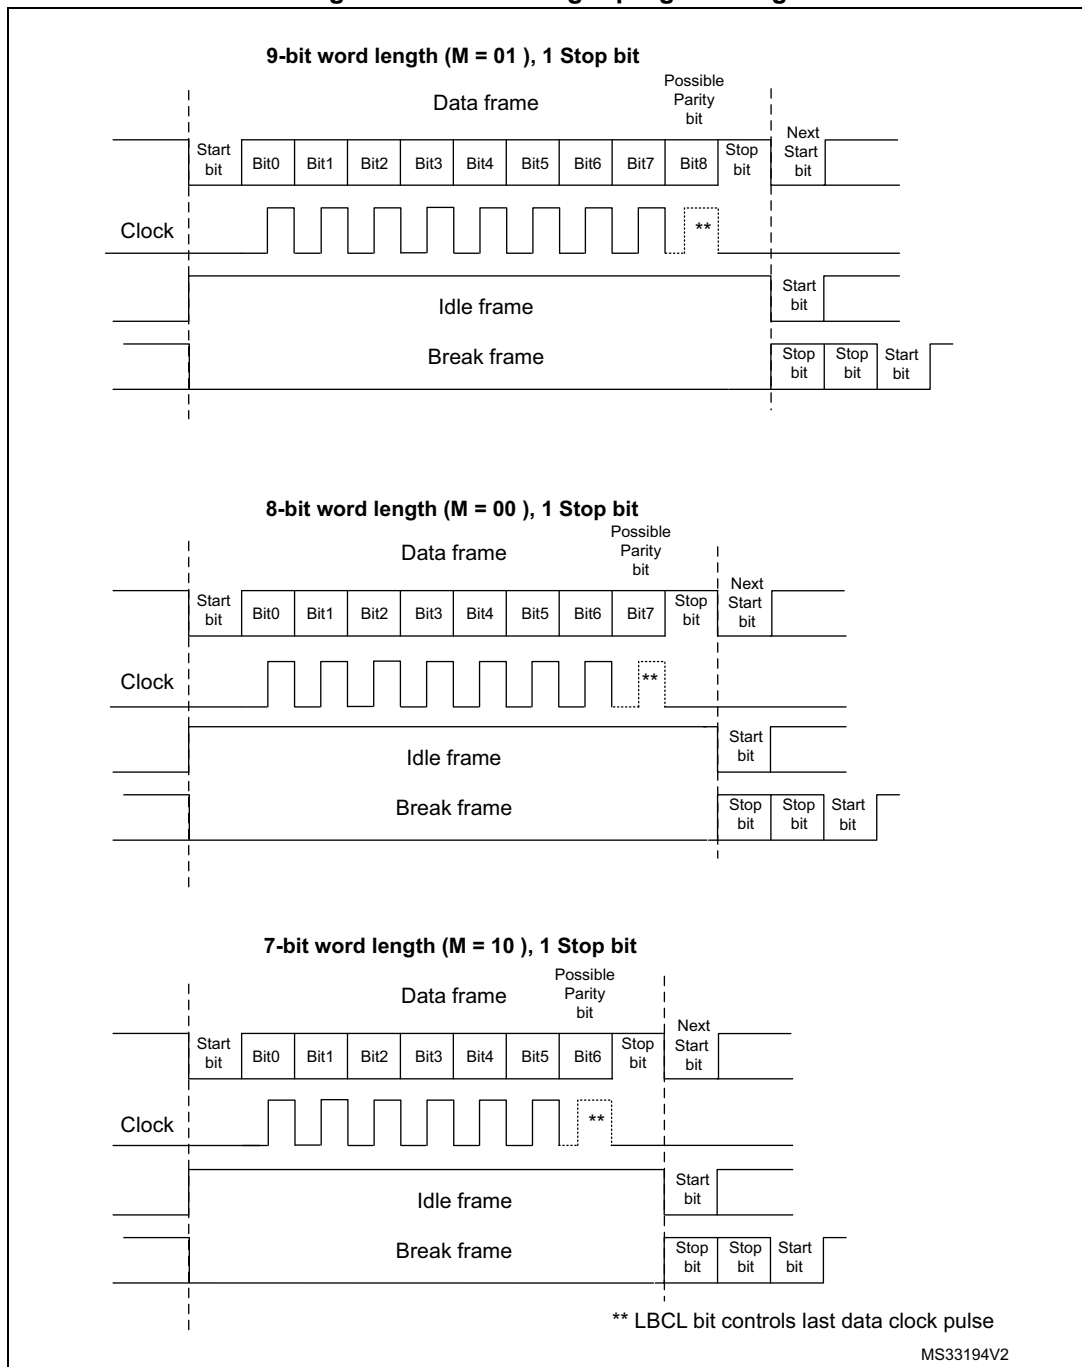 9-bit word length (M = 01 ), 1 Stop bit
Data frame
Possible
Parity
bit
Start
bit
Bit0
Bit1
Bit2
Bit3
Bit4
Bit5
Bit6
Bit7
Bit8
Stop
bit
Next
Start
bit
Clock
**
Idle frame
Start
bit
Break frame
Stop
bit
Stop
bit
Start
bit
8-bit word length (M = 00 ), 1 Stop bit
Data frame
Possible
Parity
bit
Start
bit
Bit0
Bit1
Bit2
Bit3
Bit4
Bit5
Bit6
Bit7
Stop
bit
Next
Start
bit
Clock
**
Idle frame
Start
bit
Break frame
Stop
bit
Stop
bit
Start
bit
7-bit word length (M = 10 ), 1 Stop bit
Data frame
Possible
Parity
bit
Start
bit
Bit0
Bit1
Bit2
Bit3
Bit4
Bit5
Bit6
Stop
bit
Next
Start
bit
Clock
**
Idle frame
Start
bit
Break frame
Stop
bit
Stop
bit
Start
bit
** LBCL bit controls last data clock pulse
MS33194V2